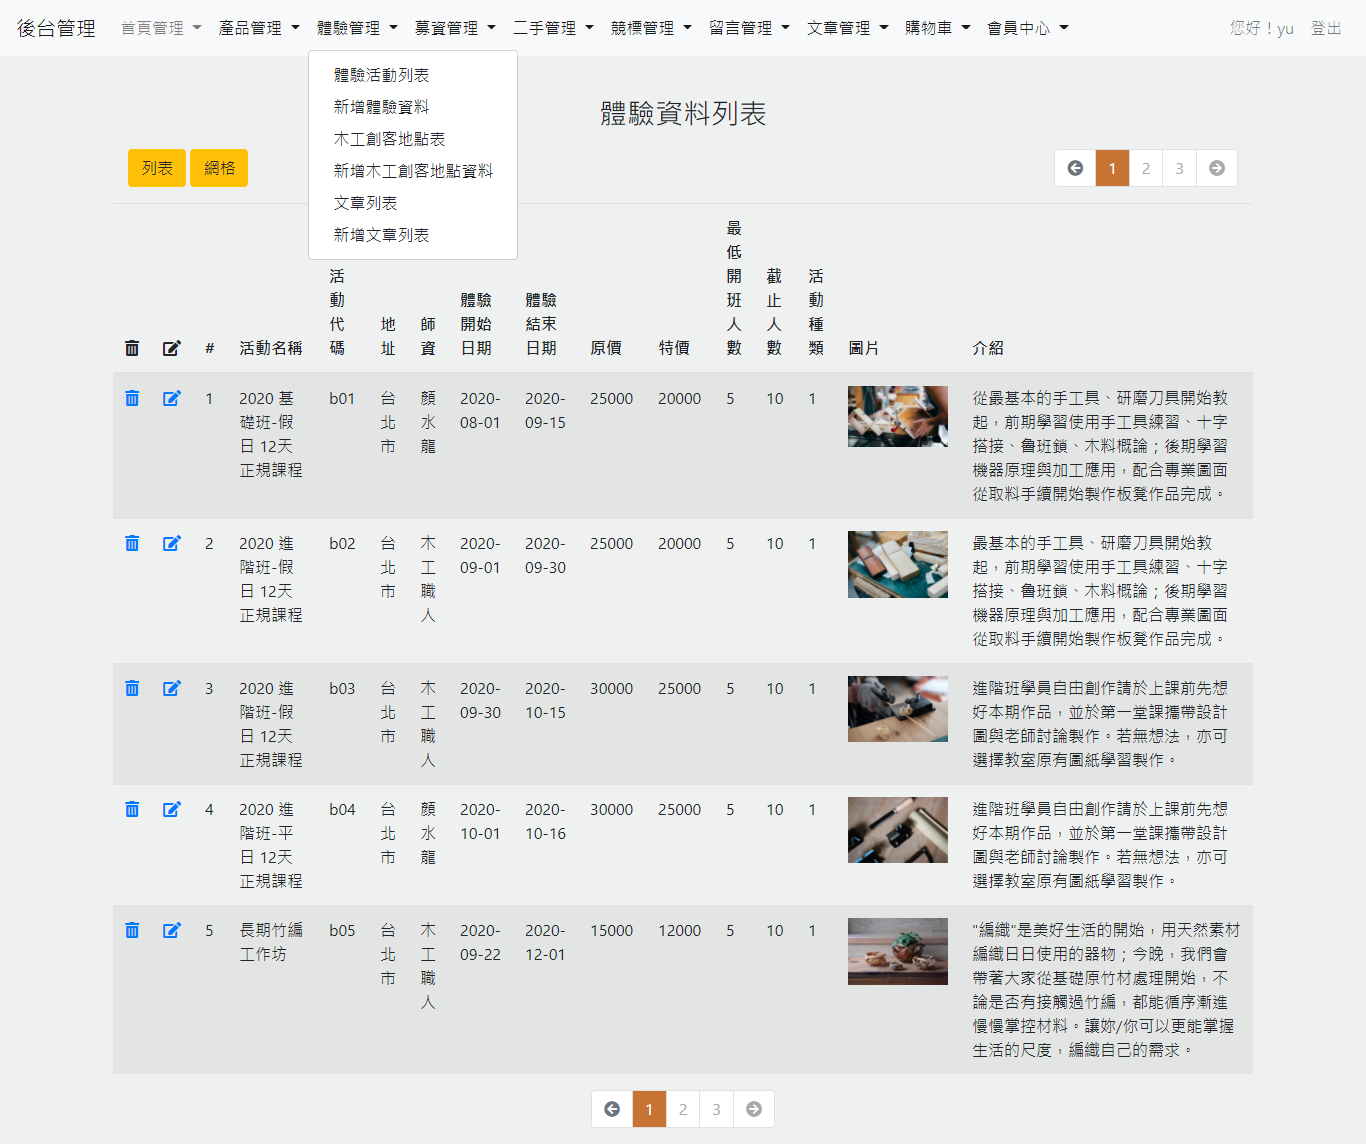 後台管理 首頁管理 產品管理 體驗管理 募資管理 二手管理 競標管理 留言管理 文章管理 購物車 會員中心 您好！yu 登出
體驗活動列表
新增體驗資料
木工創客地點表
新增木工創客地點資料
文章列表
新增文章列表
體驗資料列表
列表 網格
1 2 3
#
活動名稱
活
動
代
碼
地
址
師
資
體驗
開始
日期
體驗
結束
日期
原價
特價
最
低
開
班
人
數
截
止
人
數
活
動
種
類
圖片
介紹
1
2020 基
礎班-假
日 12天
正規課程
b01
台
北
市
顏
水
龍
2020-
08-01
2020-
09-15
25000
20000
5
10
1
從最基本的手工具、研磨刀具開始教
起，前期學習使用手工具練習、十字
搭接、魯班鎖、木料概論；後期學習
機器原理與加工應用，配合專業圖面
從取料手續開始製作板凳作品完成。
2
2020 進
階班-假
日 12天
正規課程
b02
台
北
市
木
工
職
人
2020-
09-01
2020-
09-30
25000
20000
5
10
1
最基本的手工具、研磨刀具開始教
起，前期學習使用手工具練習、十字
搭接、魯班鎖、木料概論；後期學習
機器原理與加工應用，配合專業圖面
從取料手續開始製作板凳作品完成。
3
2020 進
階班-假
日 12天
正規課程
b03
台
北
市
木
工
職
人
2020-
09-30
2020-
10-15
30000
25000
5
10
1
進階班學員自由創作請於上課前先想
好本期作品，並於第一堂課攜帶設計
圖與老師討論製作。若無想法，亦可
選擇教室原有圖紙學習製作。
4
2020 進
階班-平
日 12天
正規課程
b04
台
北
市
顏
水
龍
2020-
10-01
2020-
10-16
30000
25000
5
10
1
進階班學員自由創作請於上課前先想
好本期作品，並於第一堂課攜帶設計
圖與老師討論製作。若無想法，亦可
選擇教室原有圖紙學習製作。
5
長期竹編
工作坊
b05
台
北
市
木
工
職
人
2020-
09-22
2020-
12-01
15000
12000
5
10
1
"編織"是美好生活的開始，用天然素材
編織日日使用的器物；今晚，我們會
帶著大家從基礎原竹材處理開始，不
論是否有接觸過竹編，都能循序漸進
慢慢掌控材料。讓妳/你可以更能掌握
生活的尺度，編織自己的需求。
1 2 3